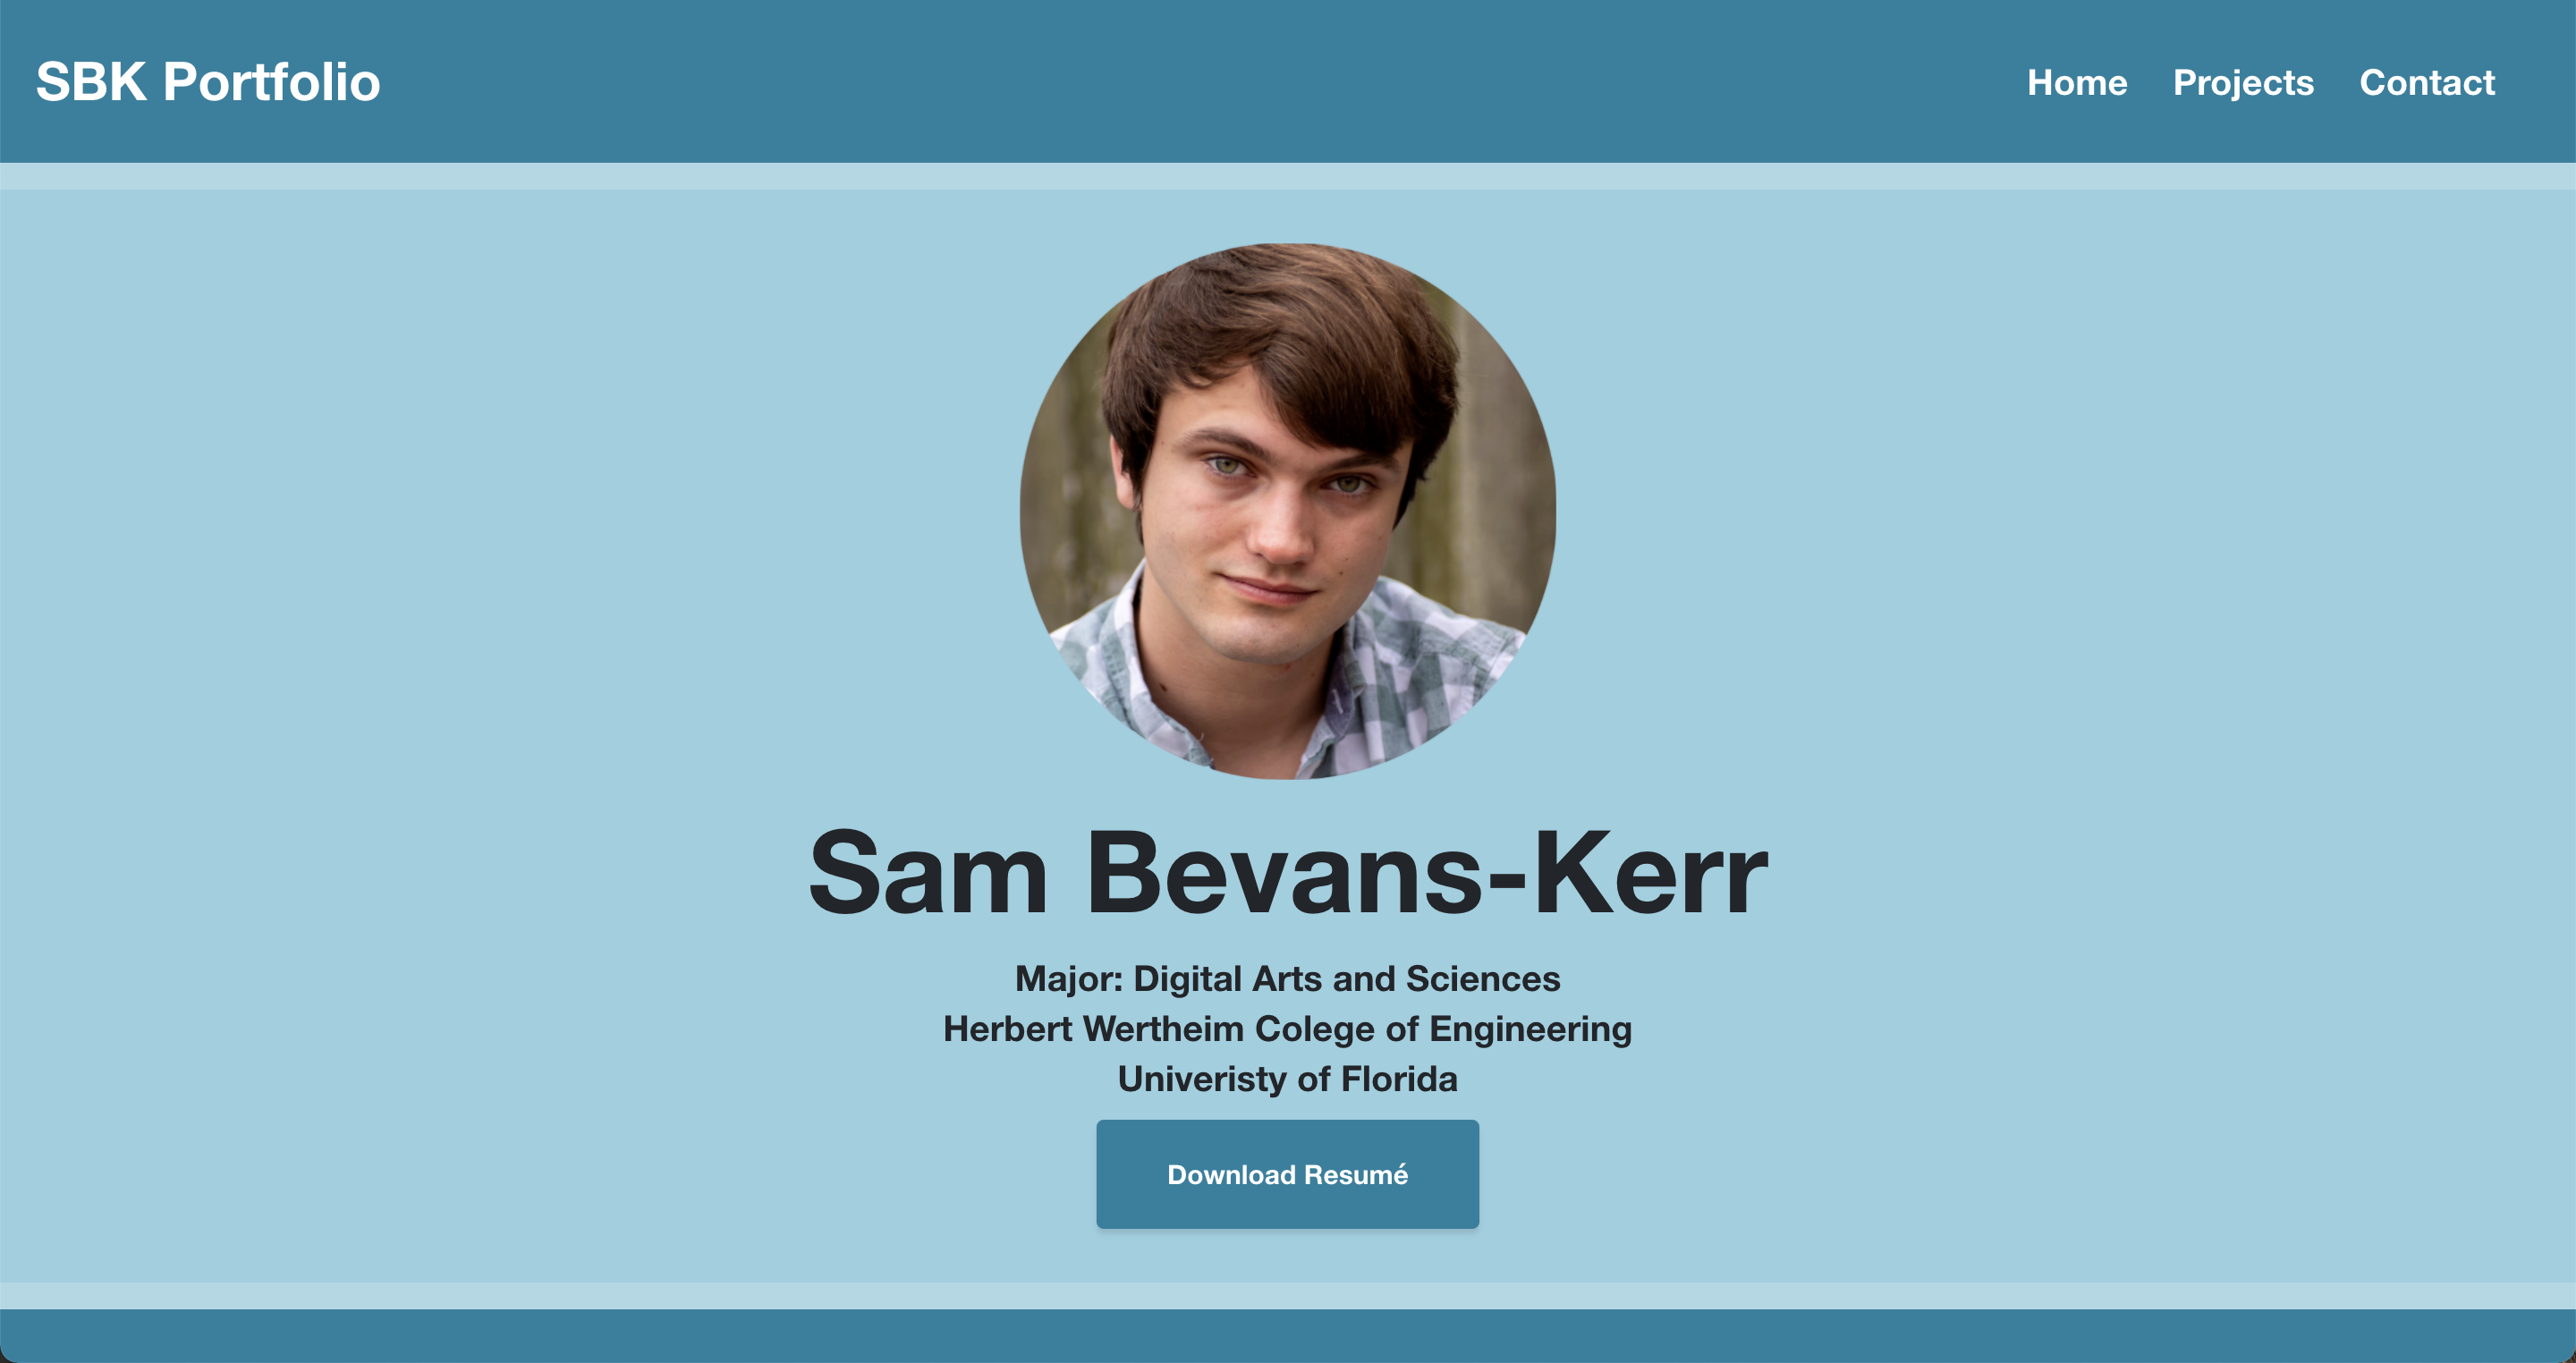 SBK Portfolio
Home Projects Contact
Sam Bevans-Kerr
Major: Digital Arts and Sciences
Herbert Wertheim Colege of Engineering
Univeristy of Florida
Download Resumé